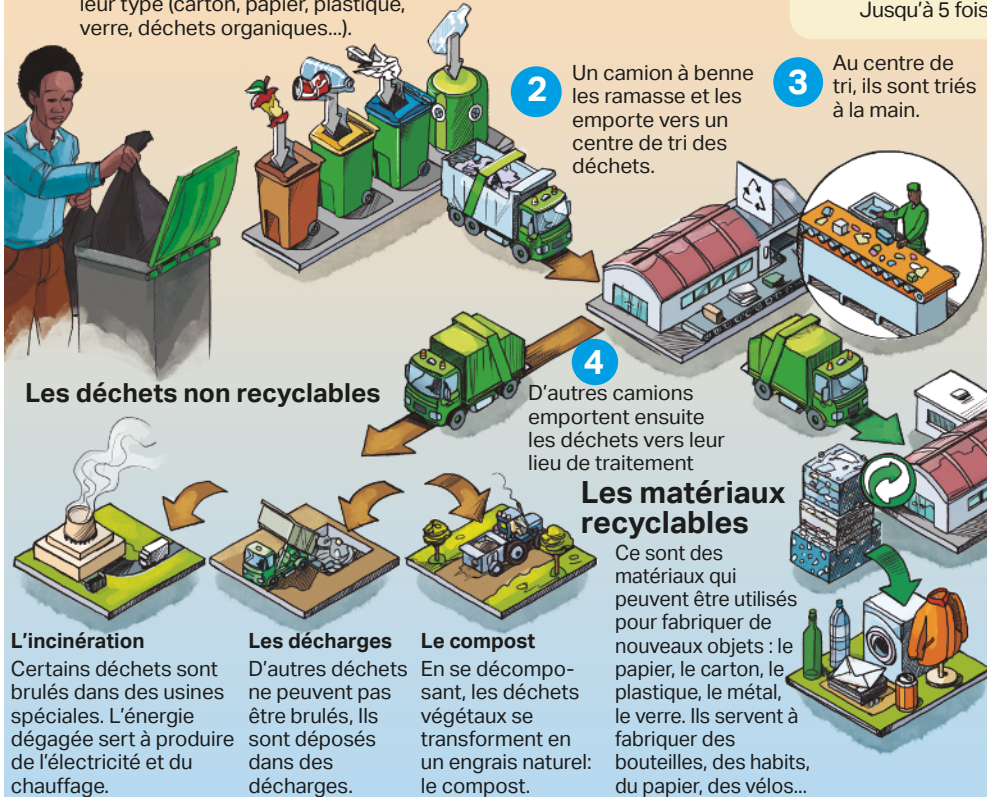 leur type (carton, papier, plastique,
verre, déchets organiques...).
Jusqu'à 5 fois
2
Un camion à benne
les ramasse et les
emporte vers un
centre de tri des
déchets.
3
Au centre de
tri, ils sont triés
à la main.
4
D'autres camions
emportent ensuite
les déchets vers leur
lieu de traitement
Les déchets non recyclables
L'incinération
Certains déchets sont
brulés dans des usines
spéciales. L'énergie
dégagée sert à produire
de l'électricité et du
chauffage.
Les décharges
D'autres déchets
ne peuvent pas
être brulés, Ils
sont déposés
dans des
décharges.
Le compost
En se décompo-
sant, les déchets
végétaux se
transforment en
un engrais naturel:
le compost.
Les matériaux
recyclables
Ce sont des
matériaux qui
peuvent être utilisés
pour fabriquer de
nouveaux objets : le
papier, le carton, le
plastique, le métal,
le verre. Ils servent à
fabriquer des
bouteilles, des habits,
du papier, des vélos...